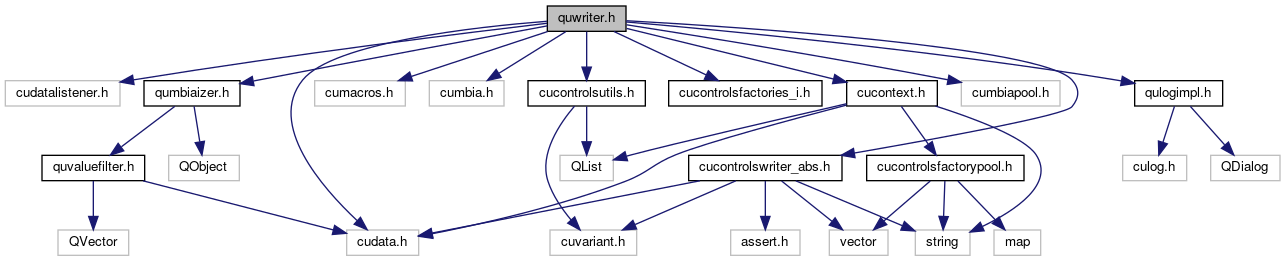 quwriter.h
cudatalistener.h
qumbiaizer.h
cumacros.h
cumbia.h
cucontrolsutils.h
cucontrolsfactories_i.h
cucontext.h
cumbiapool.h
qulogimpl.h
quvaluefilter.h
QObject
QList
cucontrolswriter_abs.h
cucontrolsfactorypool.h
culog.h
QDialog
QVector
cudata.h
cuvariant.h
assert.h
vector
string
map